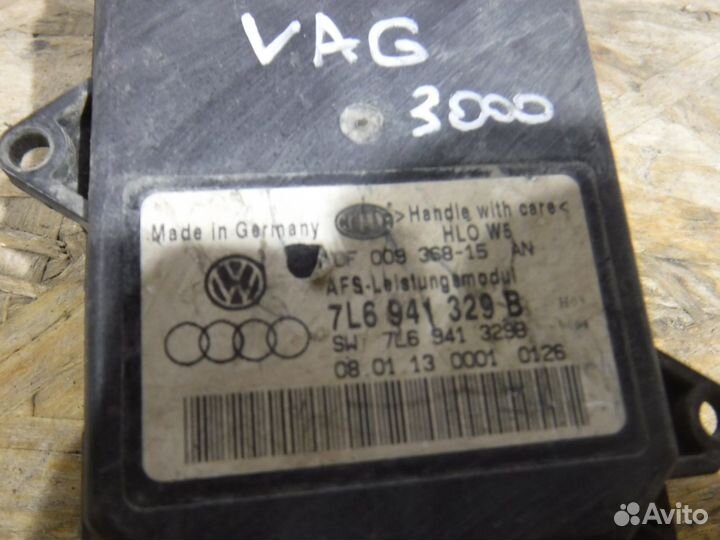 VAG
3000
Made in Germany
HELLA
>Handle with care<
HLO W5
DF 009 368-15 AN
AFS-Leistungsmodul
7L6 941 329 B
SW 7L6 941 329B
08.01.13 0001 0126
Avito